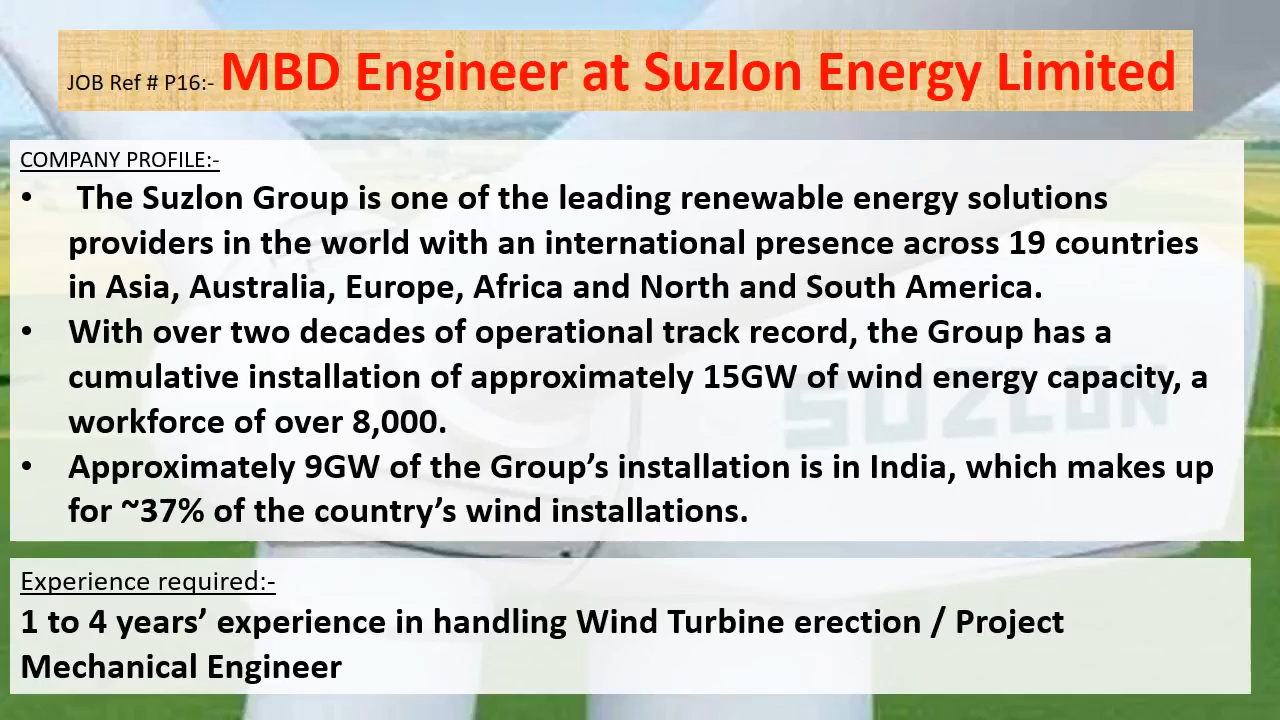 JOB Ref # P16:- MBD Engineer at Suzlon Energy Limited
COMPANY PROFILE:-
• The Suzlon Group is one of the leading renewable energy solutions
providers in the world with an international presence across 19 countries
in Asia, Australia, Europe, Africa and North and South America.
• With over two decades of operational track record, the Group has a
cumulative installation of approximately 15GW of wind energy capacity, a
workforce of over 8,000.
• Approximately 9GW of the Group’s installation is in India, which makes up
for ~37% of the country’s wind installations.
SUZLON
Experience required:-
1 to 4 years’ experience in handling Wind Turbine erection / Project
Mechanical Engineer